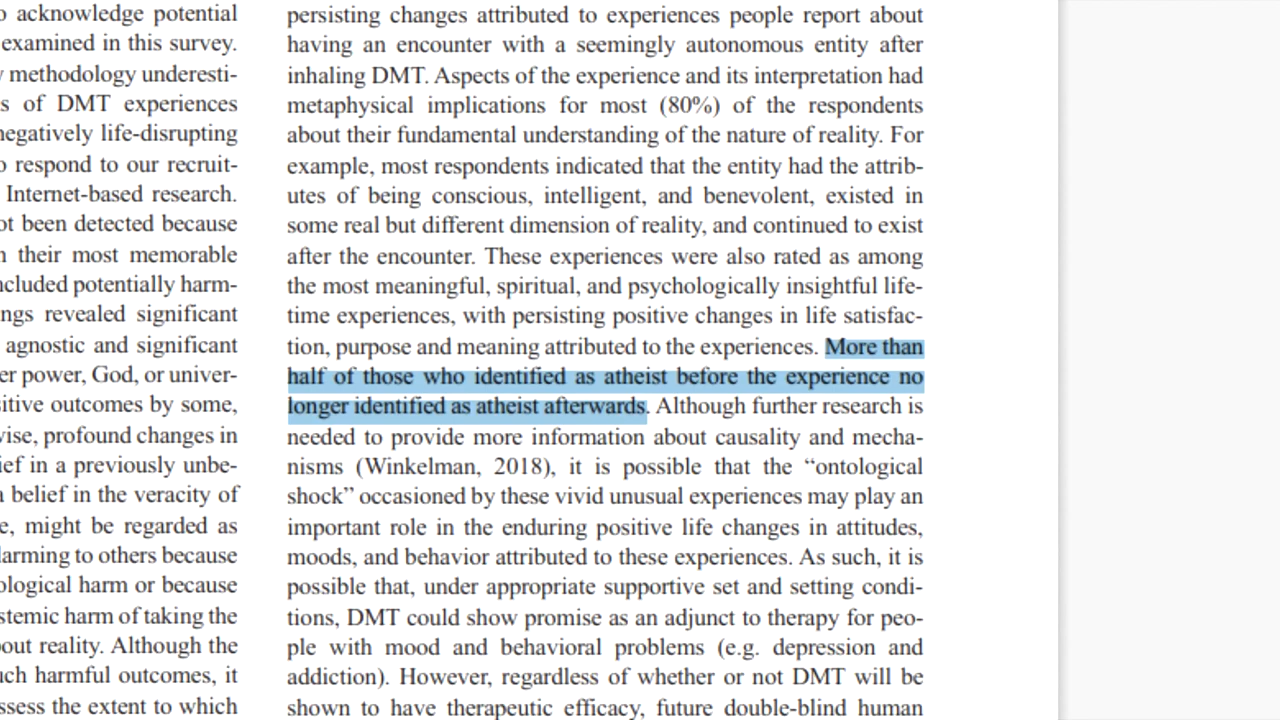 o acknowledge potential
examined in this survey.
methodology underesti-
s of DMT experiences
negatively life-disrupting
o respond to our recruit-
Internet-based research.
ot been detected because
n their most memorable
ncluded potentially harm-
ngs revealed significant
agnostic and significant
er power, God, or univer-
sitive outcomes by some,
wise, profound changes in
ief in a previously unbe-
a belief in the veracity of
e, might be regarded as
larming to others because
ological harm or because
stemic harm of taking the
out reality. Although the
uch harmful outcomes, it
ssess the extent to which
persisting changes attributed to experiences people report about
having an encounter with a seemingly autonomous entity after
inhaling DMT. Aspects of the experience and its interpretation had
metaphysical implications for most (80%) of the respondents
about their fundamental understanding of the nature of reality. For
example, most respondents indicated that the entity had the attrib-
utes of being conscious, intelligent, and benevolent, existed in
some real but different dimension of reality, and continued to exist
after the encounter. These experiences were also rated as among
the most meaningful, spiritual, and psychologically insightful life-
time experiences, with persisting positive changes in life satisfac-
tion, purpose and meaning attributed to the experiences. More than
half of those who identified as atheist before the experience no
longer identified as atheist afterwards. Although further research is
needed to provide more information about causality and mecha-
nisms (Winkelman, 2018), it is possible that the “ontological
shock” occasioned by these vivid unusual experiences may play an
important role in the enduring positive life changes in attitudes,
moods, and behavior attributed to these experiences. As such, it is
possible that, under appropriate supportive set and setting condi-
tions, DMT could show promise as an adjunct to therapy for peo-
ple with mood and behavioral problems (e.g. depression and
addiction). However, regardless of whether or not DMT will be
shown to have therapeutic efficacy, future double-blind human